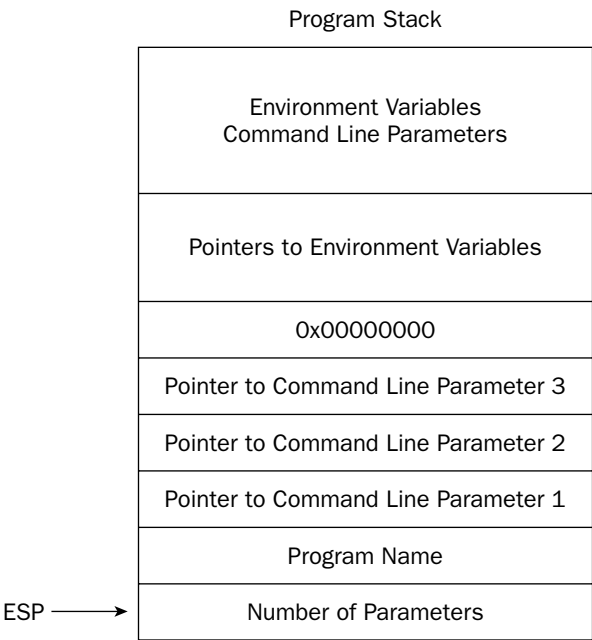 Program Stack
Environment Variables
Command Line Parameters
Pointers to Environment Variables
0x00000000
Pointer to Command Line Parameter 3
Pointer to Command Line Parameter 2
Pointer to Command Line Parameter 1
Program Name
ESP
Number of Parameters